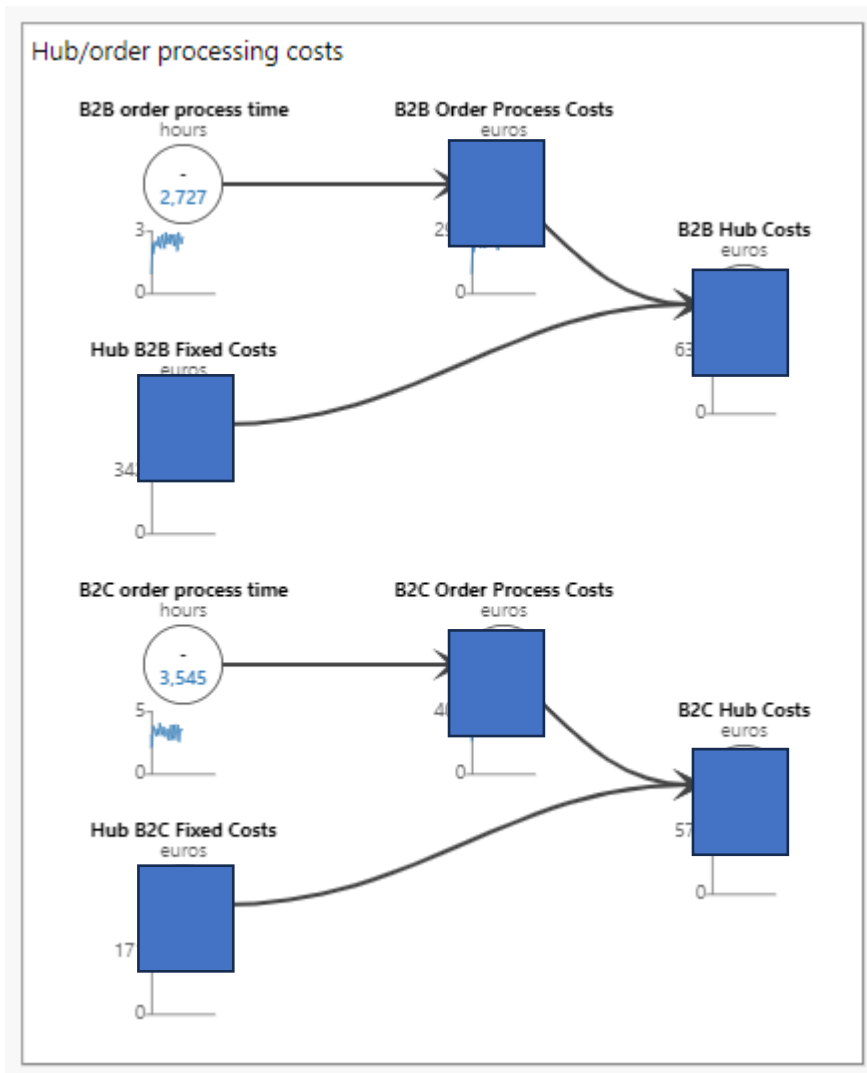 Hub/order processing costs
B2B order process time
hours
-
2,727
3
0
B2B Order Process Costs
euros
0
B2B Hub Costs
euros
0
Hub B2B Fixed Costs
euros
0
B2C order process time
hours
-
3,545
5
0
B2C Order Process Costs
euros
0
B2C Hub Costs
euros
0
Hub B2C Fixed Costs
euros
0